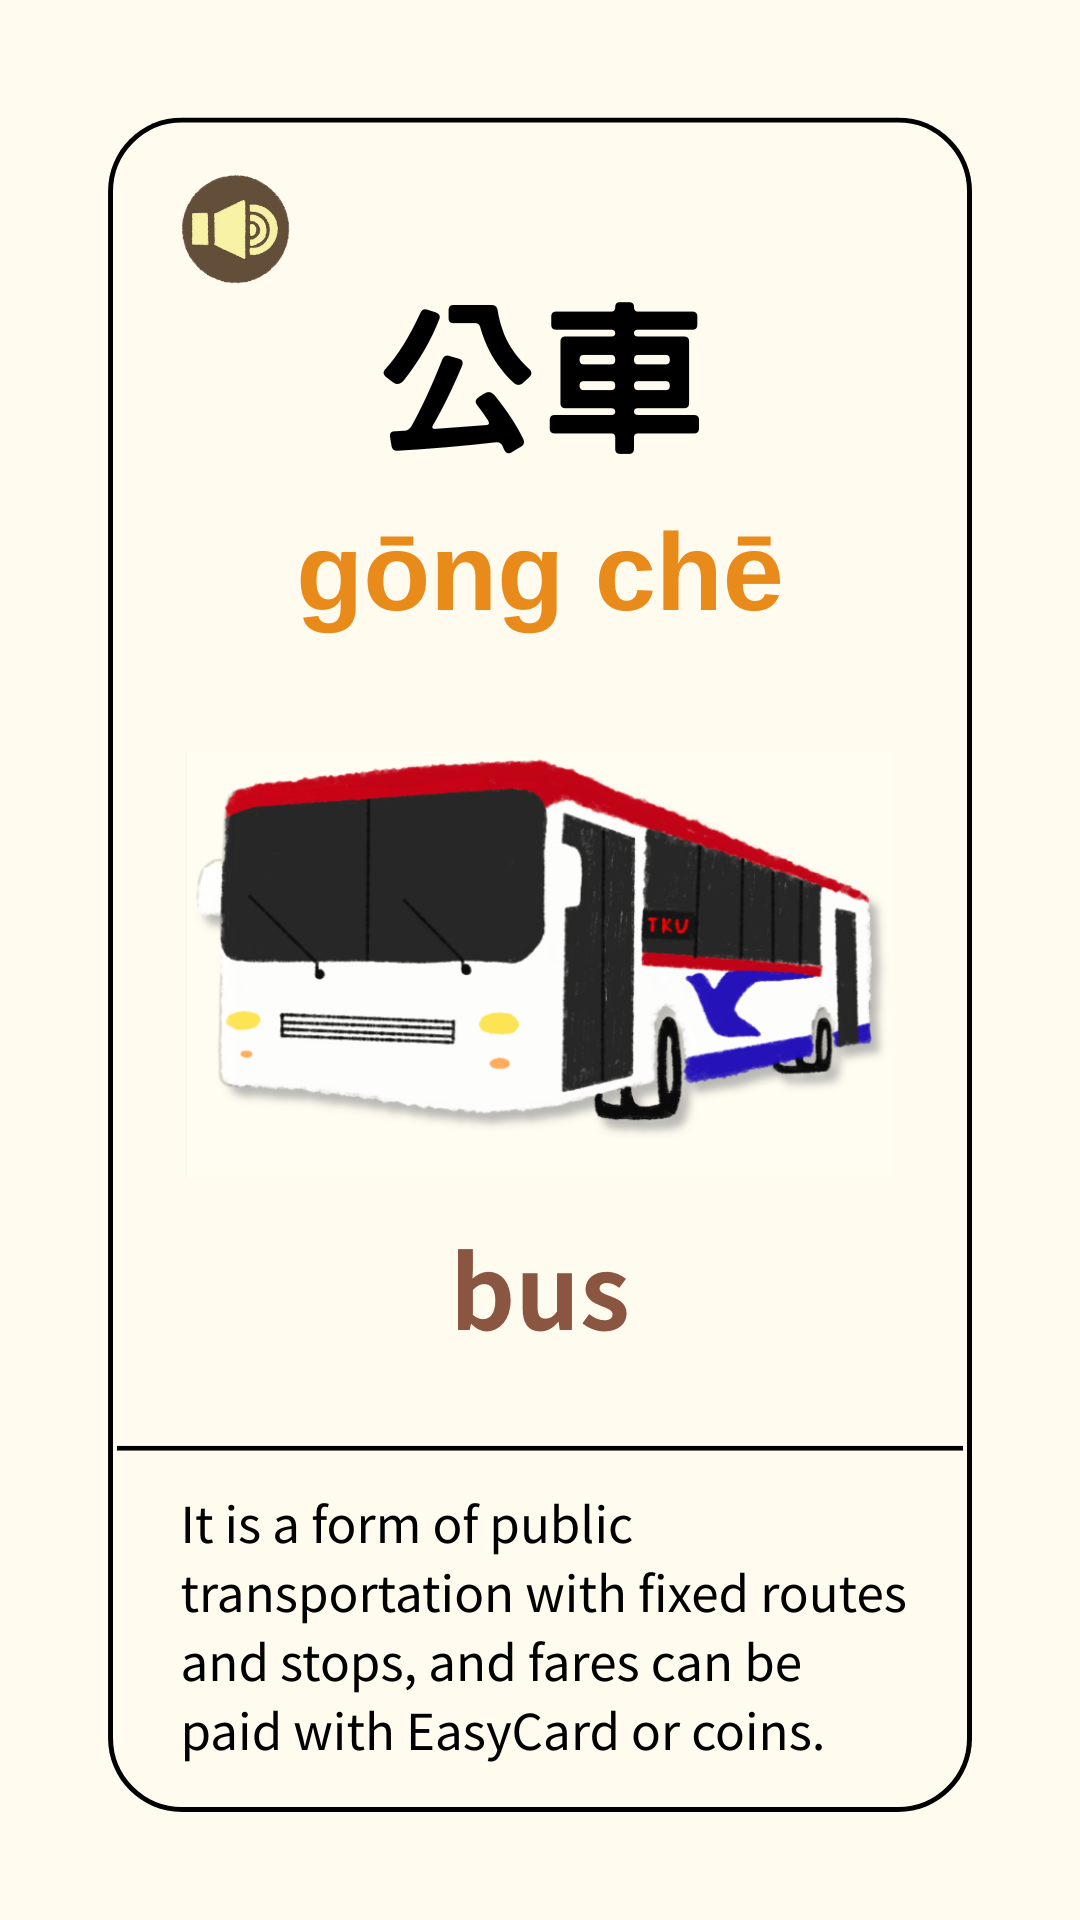 公車
gōng chē
TKU
bus
It is a form of public
transportation with fixed routes
and stops, and fares can be
paid with EasyCard or coins.